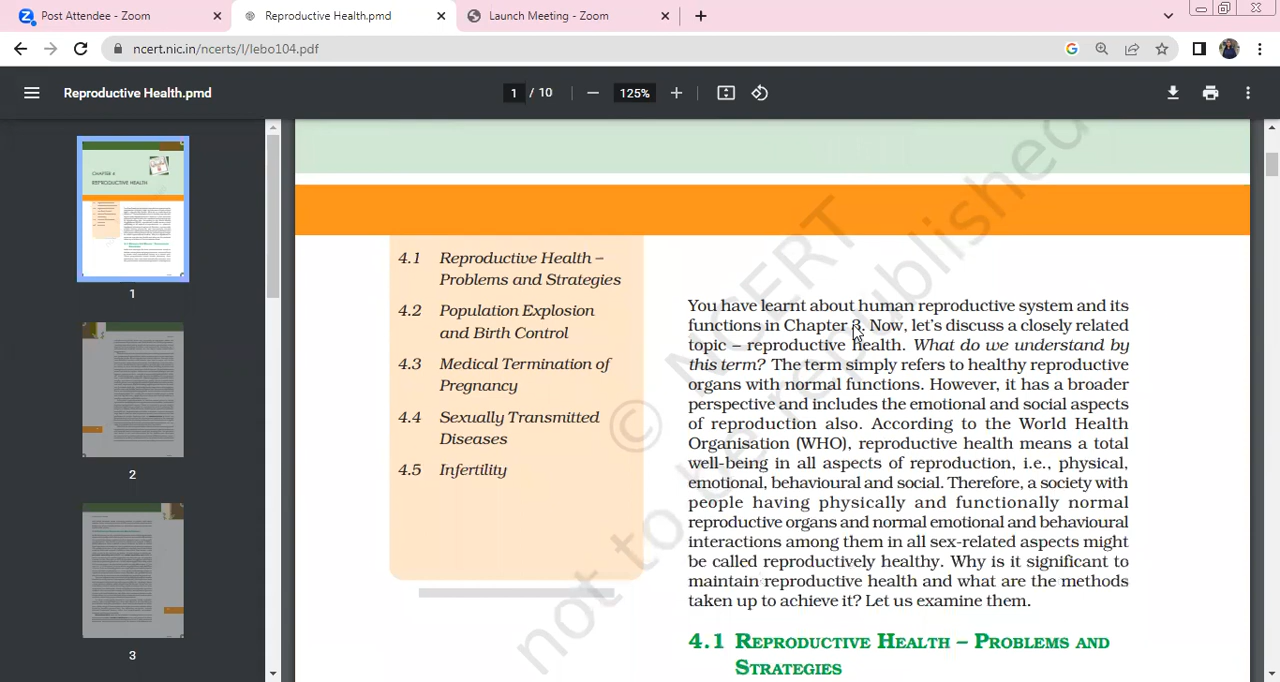 Post Attendee - Zoom
Reproductive Health.pmd
Launch Meeting - Zoom
ncert.nic.in/ncerts/l/lebo104.pdf
Reproductive Health.pmd
1 / 10
125%
CHAPTER 4
REPRODUCTIVE HEALTH
1
2
3
4.1 Reproductive Health –
Problems and Strategies
4.2 Population Explosion
and Birth Control
4.3 Medical Termination of
Pregnancy
4.4 Sexually Transmitted
Diseases
4.5 Infertility
You have learnt about human reproductive system and its
functions in Chapter 3. Now, let's discuss a closely related
topic – reproductive health. What do we understand by
this term? The term simply refers to healthy reproductive
organs with normal functions. However, it has a broader
perspective and includes the emotional and social aspects
of reproduction also. According to the World Health
Organisation (WHO), reproductive health means a total
well-being in all aspects of reproduction, i.e., physical,
emotional, behavioural and social. Therefore, a society with
people having physically and functionally normal
reproductive organs and normal emotional and behavioural
interactions among them in all sex-related aspects might
be called reproductively healthy. Why is it significant to
maintain reproductive health and what are the methods
taken up to achieve it? Let us examine them.
4.1 REPRODUCTIVE HEALTH – PROBLEMS AND
STRATEGIES
© NCERT
not to be republished